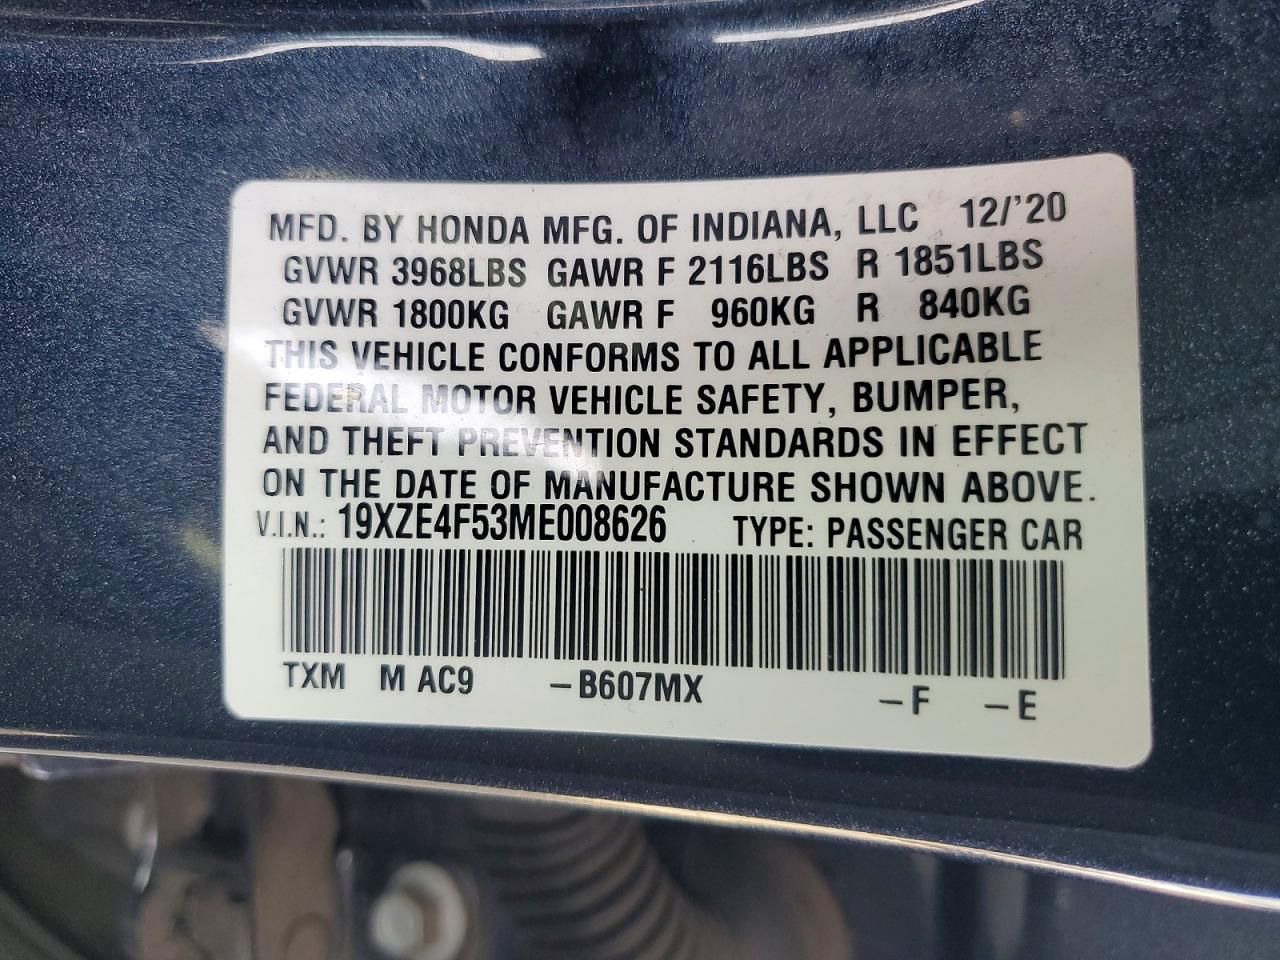 MFD. BY HONDA MFG. OF INDIANA, LLC 12/'20
GVWR 3968LBS GAWR F 2116LBS R 1851LBS
GVWR 1800KG GAWR F 960KG R 840KG
THIS VEHICLE CONFORMS TO ALL APPLICABLE
FEDERAL MOTOR VEHICLE SAFETY, BUMPER,
AND THEFT PREVENTION STANDARDS IN EFFECT
ON THE DATE OF MANUFACTURE SHOWN ABOVE.
V.I.N.: 19XZE4F53ME008626 TYPE: PASSENGER CAR
TXM M AC9 –B607MX –F –E